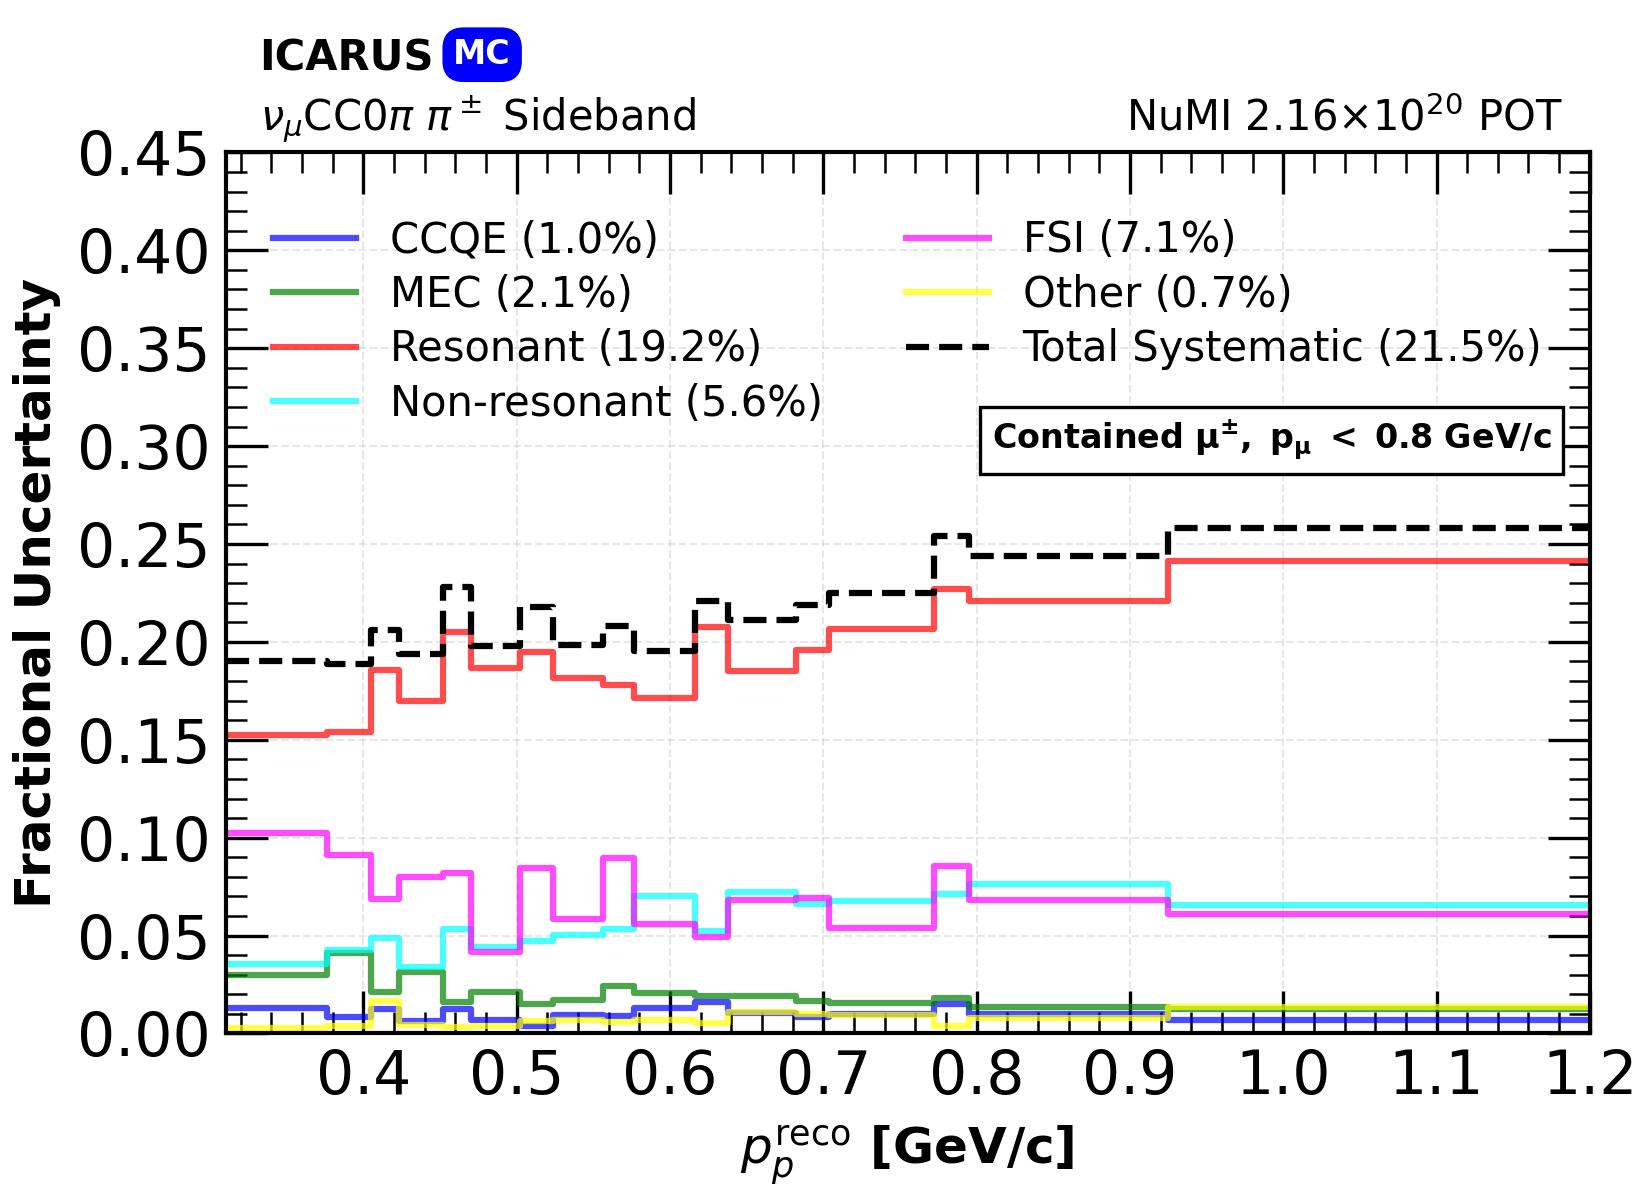 ICARUS MC
νμCC0π π± Sideband
NuMI 2.16×10²⁰ POT
0.45
0.40
0.35
0.30
0.25
0.20
0.15
0.10
0.05
0.00
Fractional Uncertainty
CCQE (1.0%)
MEC (2.1%)
Resonant (19.2%)
Non-resonant (5.6%)
FSI (7.1%)
Other (0.7%)
Total Systematic (21.5%)
Contained μ±, pμ < 0.8 GeV/c
0.4 0.5 0.6 0.7 0.8 0.9 1.0 1.1 1.2
p_p^reco [GeV/c]